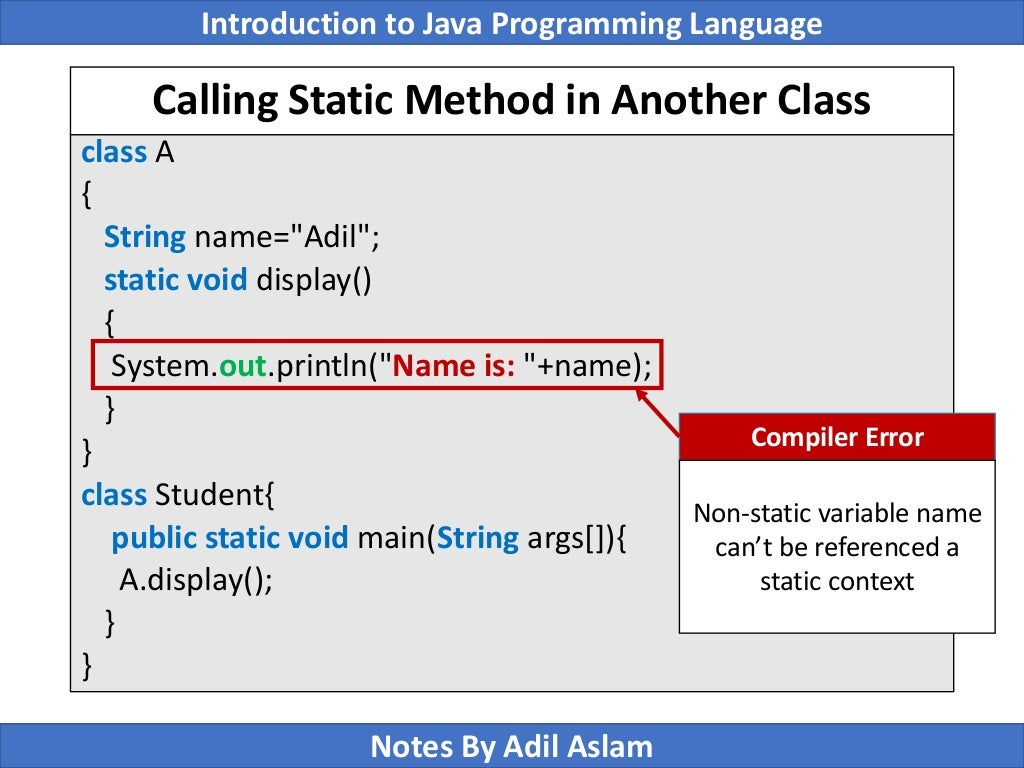 Introduction to Java Programming Language
Calling Static Method in Another Class
class A
{
String name="Adil";
static void display()
{
System.out.println("Name is: "+name);
}
}
class Student{
public static void main(String args[]){
A.display();
}
}
Compiler Error
Non-static variable name
can’t be referenced a
static context
Notes By Adil Aslam